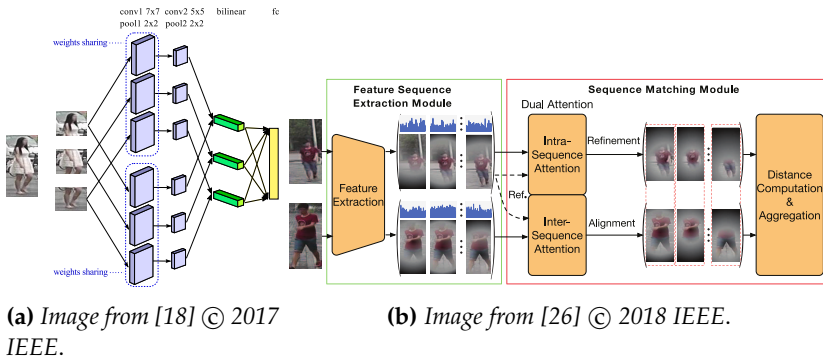 conv1 7x7 conv2 5x5 bilinear fc
pool1 2x2 pool2 2x2
weights sharing
weights sharing
Feature Sequence
Extraction Module
Sequence Matching Module
Dual Attention
Feature
Extraction
Intra-
Sequence
Attention
Refinement
Ref.
Inter-
Sequence
Attention
Alignment
Distance
Computation
&
Aggregation
(a) Image from [18] © 2017
IEEE.
(b) Image from [26] © 2018 IEEE.